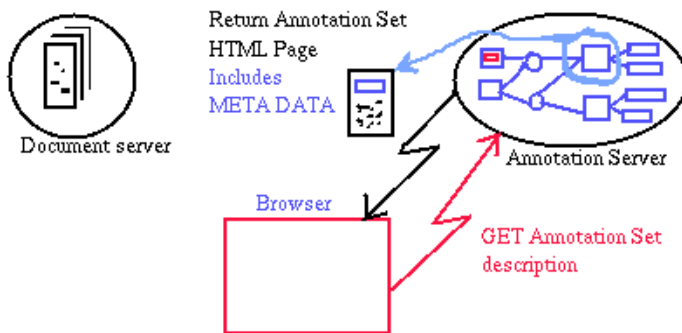 Return Annotation Set
HTML Page
Includes
META DATA
Document server
Annotation Server
Browser
GET Annotation Set
description